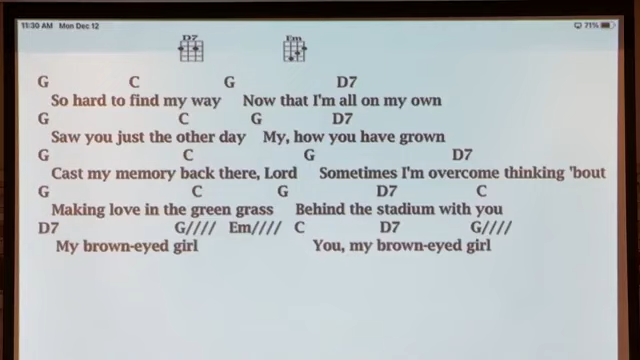 11:30 AM Mon Dec 12 71%
D7 Em
G C G D7
So hard to find my way Now that I'm all on my own
G C G D7
Saw you just the other day My, how you have grown
G C G D7
Cast my memory back there, Lord Sometimes I'm overcome thinking 'bout
G C G D7 C
Making love in the green grass Behind the stadium with you
D7 G//// Em//// C D7 G////
My brown-eyed girl You, my brown-eyed girl